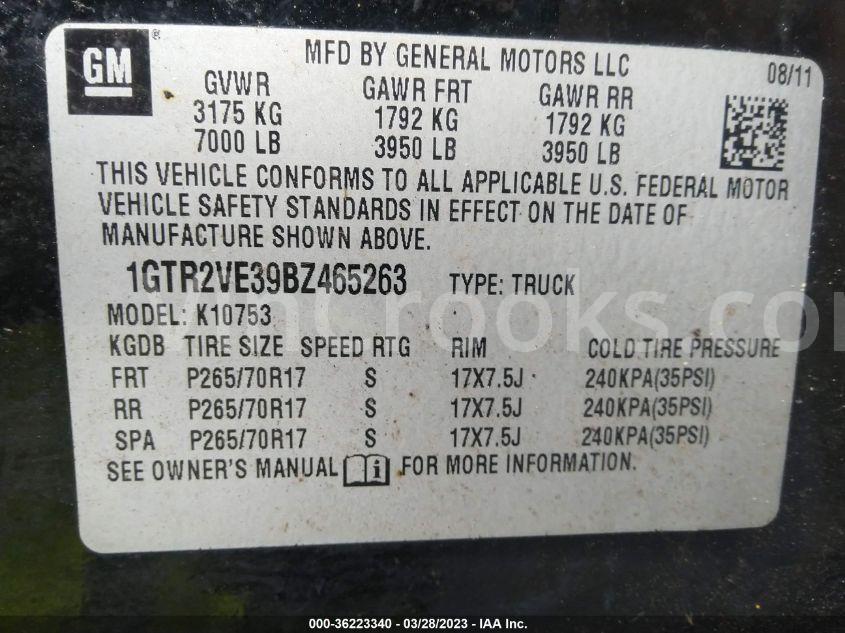 GM ®
MFD BY GENERAL MOTORS LLC
08/11
GVWR GAWR FRT GAWR RR
3175 KG 1792 KG 1792 KG
7000 LB 3950 LB 3950 LB
THIS VEHICLE CONFORMS TO ALL APPLICABLE U.S. FEDERAL MOTOR
VEHICLE SAFETY STANDARDS IN EFFECT ON THE DATE OF
MANUFACTURE SHOWN ABOVE.
1GTR2VE39BZ465263 TYPE: TRUCK
MODEL: K10753
KGDB TIRE SIZE SPEED RTG RIM COLD TIRE PRESSURE
FRT P265/70R17 S 17X7.5J 240KPA(35PSI)
RR P265/70R17 S 17X7.5J 240KPA(35PSI)
SPA P265/70R17 S 17X7.5J 240KPA(35PSI)
SEE OWNER'S MANUAL i FOR MORE INFORMATION.
000-36223340 - 03/28/2023 - IAA Inc.